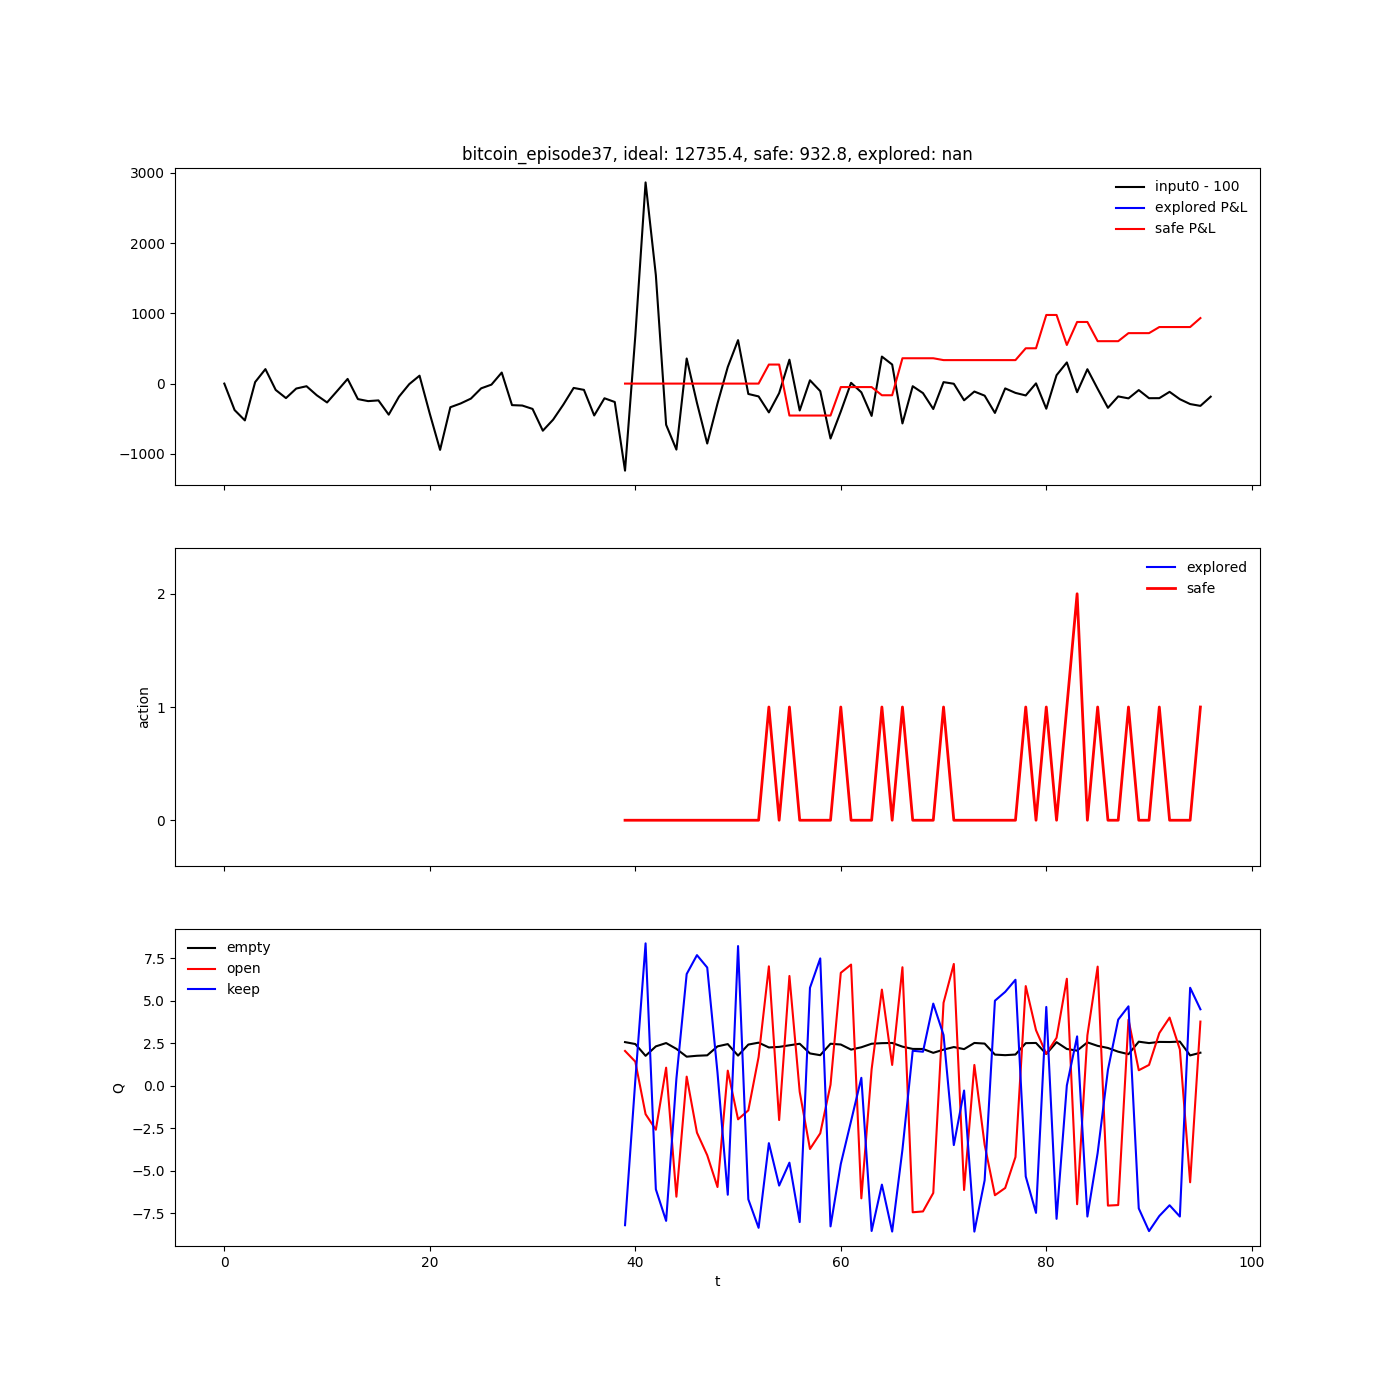 bitcoin_episode37, ideal: 12735.4, safe: 932.8, explored: nan
3000
2000
1000
0
−1000
input0 - 100
explored P&L
safe P&L
2
1
0
action
explored
safe
7.5
5.0
2.5
0.0
−2.5
−5.0
−7.5
Q
empty
open
keep
0 20 40 60 80 100
t